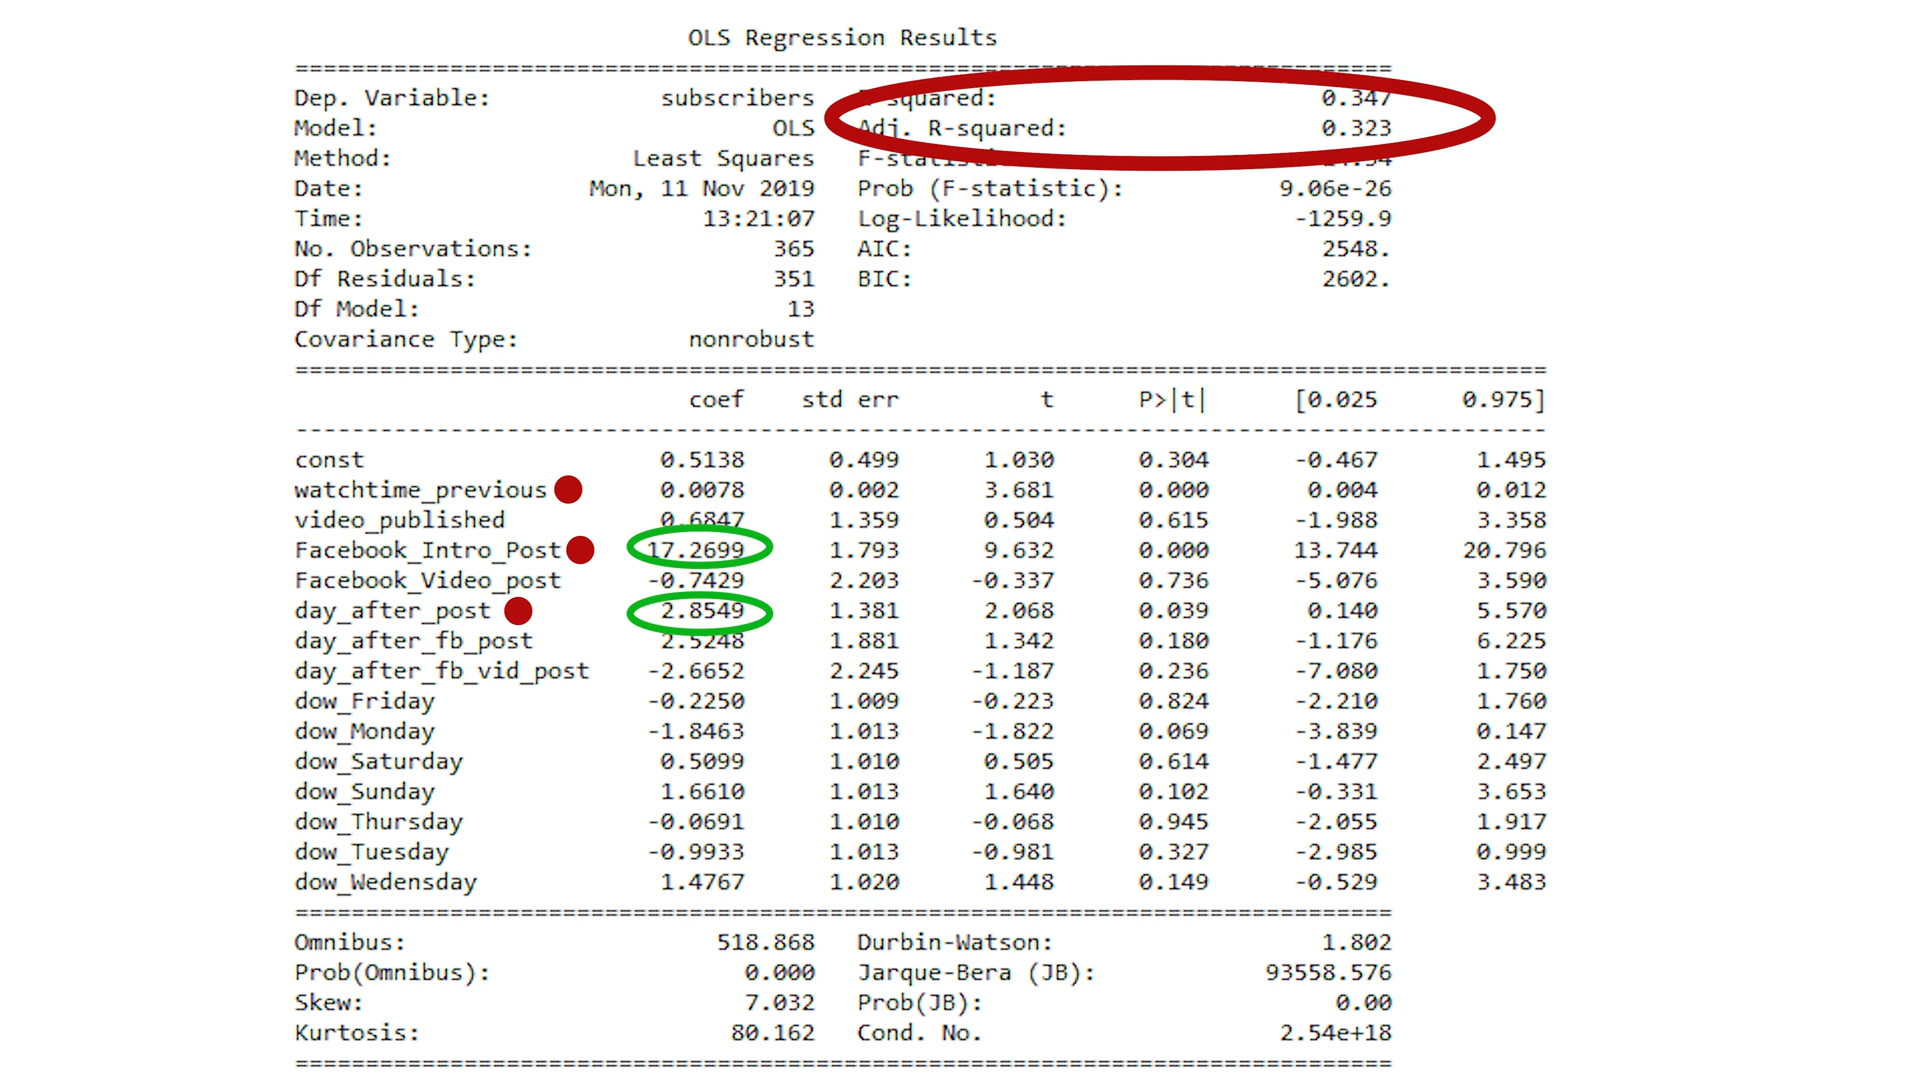 OLS Regression Results
==============================================================================
Dep. Variable: subscribers R-squared: 0.347
Model: OLS Adj. R-squared: 0.323
Method: Least Squares
Date: Mon, 11 Nov 2019 Prob (F-statistic): 9.06e-26
Time: 13:21:07 Log-Likelihood: -1259.9
No. Observations: 365 AIC: 2548.
Df Residuals: 351 BIC: 2602.
Df Model: 13
Covariance Type: nonrobust
=========================================================================================
coef std err t P>|t| [0.025 0.975]
-----------------------------------------------------------------------------------------
const 0.5138 0.499 1.030 0.304 -0.467 1.495
watchtime_previous 0.0078 0.002 3.681 0.000 0.004 0.012
video_published 0.6847 1.359 0.504 0.615 -1.988 3.358
Facebook_Intro_Post 17.2699 1.793 9.632 0.000 13.744 20.796
Facebook_Video_post -0.7429 2.203 -0.337 0.736 -5.076 3.590
day_after_post 2.8549 1.381 2.068 0.039 0.140 5.570
day_after_fb_post 2.5248 1.881 1.342 0.180 -1.176 6.225
day_after_fb_vid_post -2.6652 2.245 -1.187 0.236 -7.080 1.750
dow_Friday -0.2250 1.009 -0.223 0.824 -2.210 1.760
dow_Monday -1.8463 1.013 -1.822 0.069 -3.839 0.147
dow_Saturday 0.5099 1.010 0.505 0.614 -1.477 2.497
dow_Sunday 1.6610 1.013 1.640 0.102 -0.331 3.653
dow_Thursday -0.0691 1.010 -0.068 0.945 -2.055 1.917
dow_Tuesday -0.9933 1.013 -0.981 0.327 -2.985 0.999
dow_Wedensday 1.4767 1.020 1.448 0.149 -0.529 3.483
==============================================================================
Omnibus: 518.868 Durbin-Watson: 1.802
Prob(Omnibus): 0.000 Jarque-Bera (JB): 93558.576
Skew: 7.032 Prob(JB): 0.00
Kurtosis: 80.162 Cond. No. 2.54e+18
==============================================================================